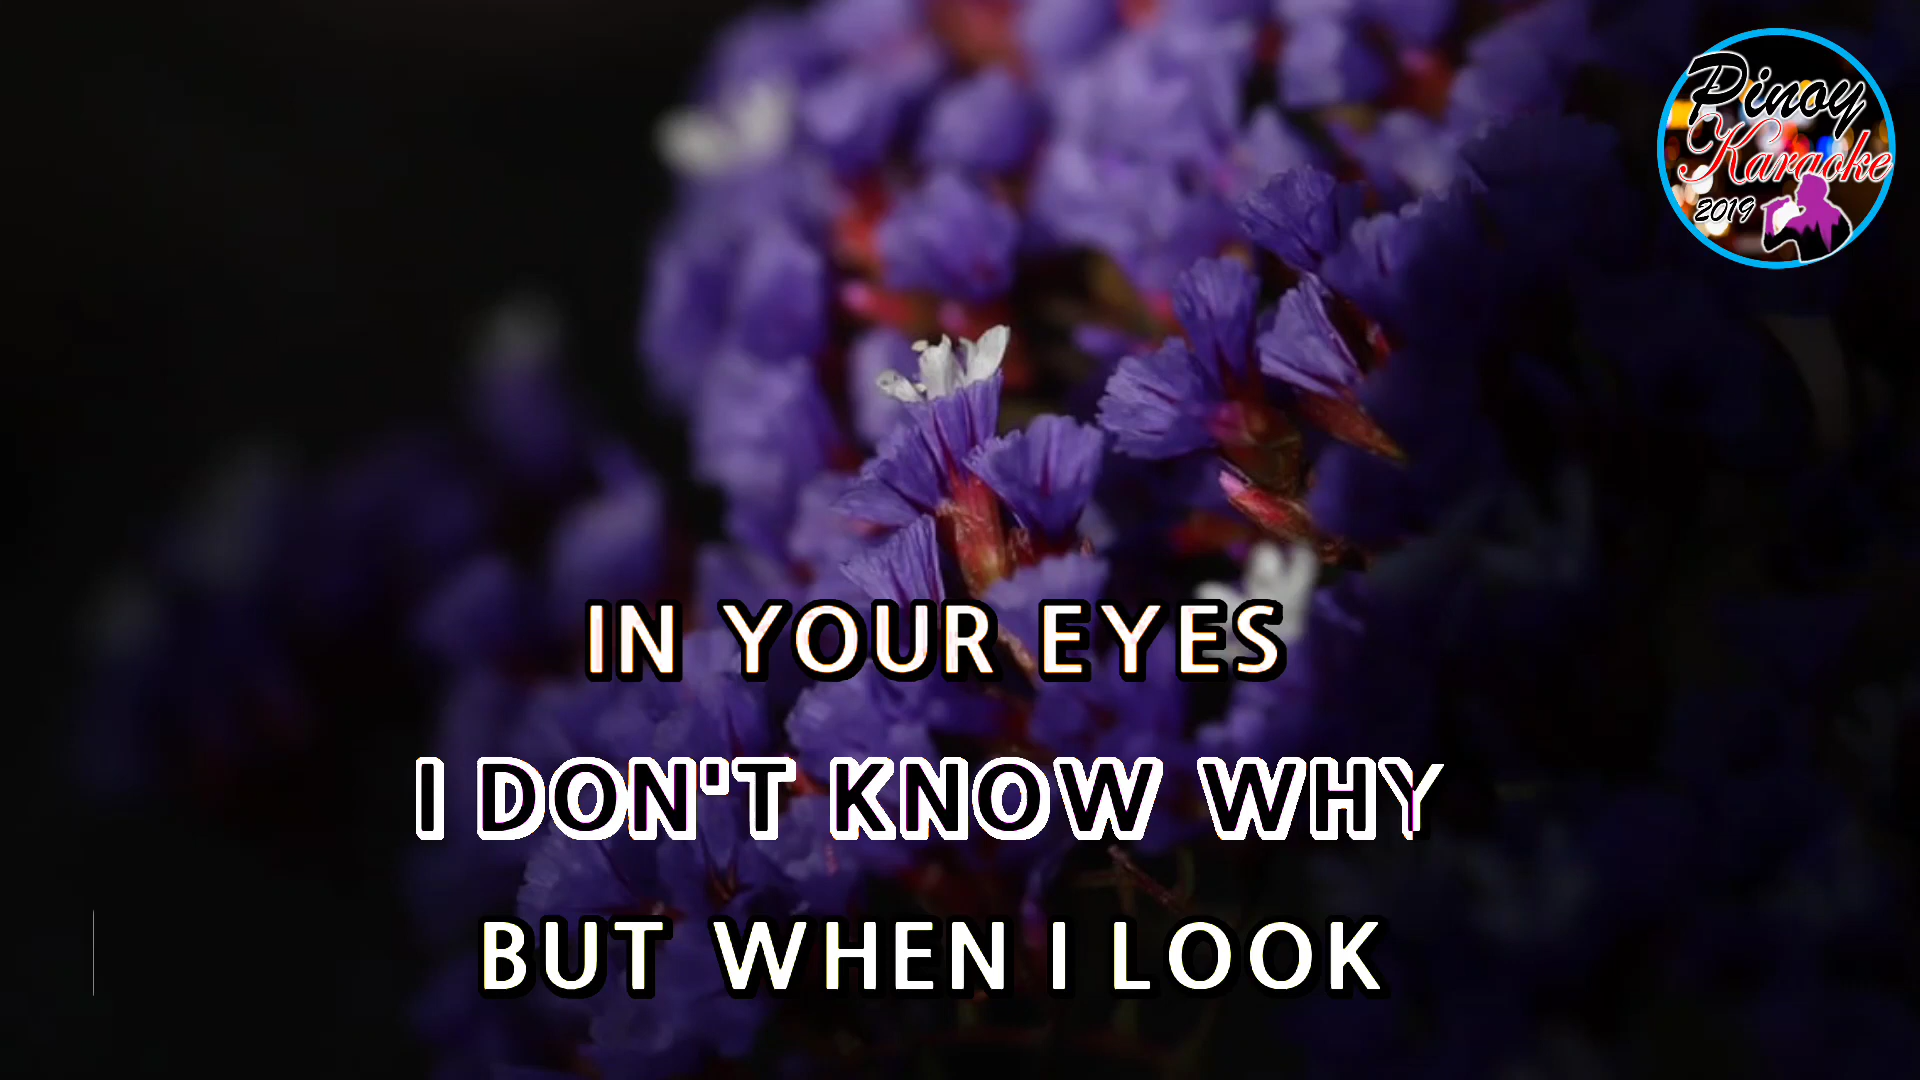 Pinoy
Karaoke
2019
IN YOUR EYES
I DON'T KNOW WHY
BUT WHEN I LOOK